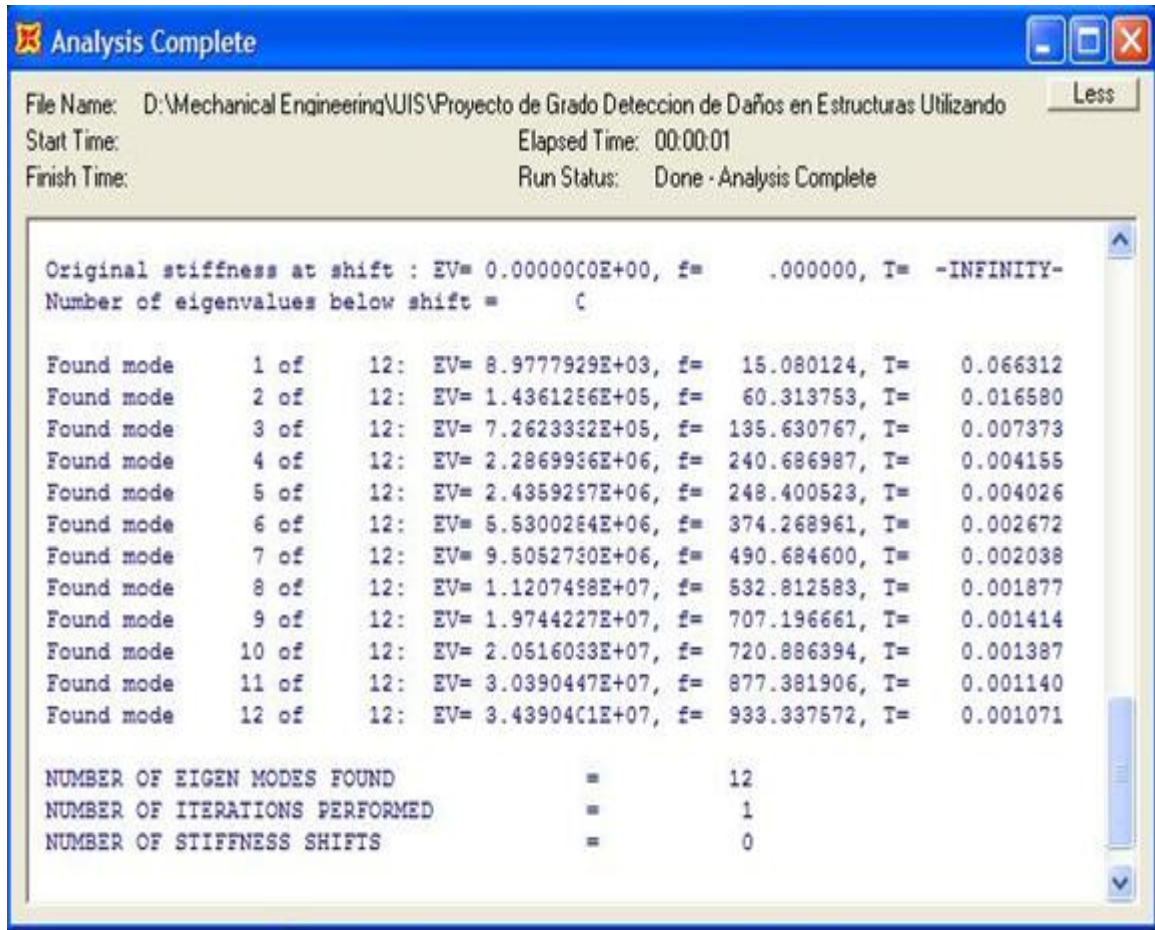 Analysis Complete
File Name: D:\Mechanical Engineering\UIS\Proyecto de Grado Deteccion de Daños en Estructuras Utilizando Less
Start Time: Elapsed Time: 00:00:01
Finish Time: Run Status: Done - Analysis Complete
Original stiffness at shift : EV= 0.0000000E+00, f= .000000, T= -INFINITY-
Number of eigenvalues below shift = 0
Found mode 1 of 12: EV= 8.9777929E+03, f= 15.080124, T= 0.066312
Found mode 2 of 12: EV= 1.4361256E+05, f= 60.313753, T= 0.016580
Found mode 3 of 12: EV= 7.2623332E+05, f= 135.630767, T= 0.007373
Found mode 4 of 12: EV= 2.2869936E+06, f= 240.686987, T= 0.004155
Found mode 5 of 12: EV= 2.4359297E+06, f= 248.400523, T= 0.004026
Found mode 6 of 12: EV= 5.5300284E+06, f= 374.268961, T= 0.002672
Found mode 7 of 12: EV= 9.5052730E+06, f= 490.684600, T= 0.002038
Found mode 8 of 12: EV= 1.1207498E+07, f= 532.812583, T= 0.001877
Found mode 9 of 12: EV= 1.9744227E+07, f= 707.196661, T= 0.001414
Found mode 10 of 12: EV= 2.0516033E+07, f= 720.886394, T= 0.001387
Found mode 11 of 12: EV= 3.0390447E+07, f= 877.381906, T= 0.001140
Found mode 12 of 12: EV= 3.4390401E+07, f= 933.337572, T= 0.001071
NUMBER OF EIGEN MODES FOUND = 12
NUMBER OF ITERATIONS PERFORMED = 1
NUMBER OF STIFFNESS SHIFTS = 0